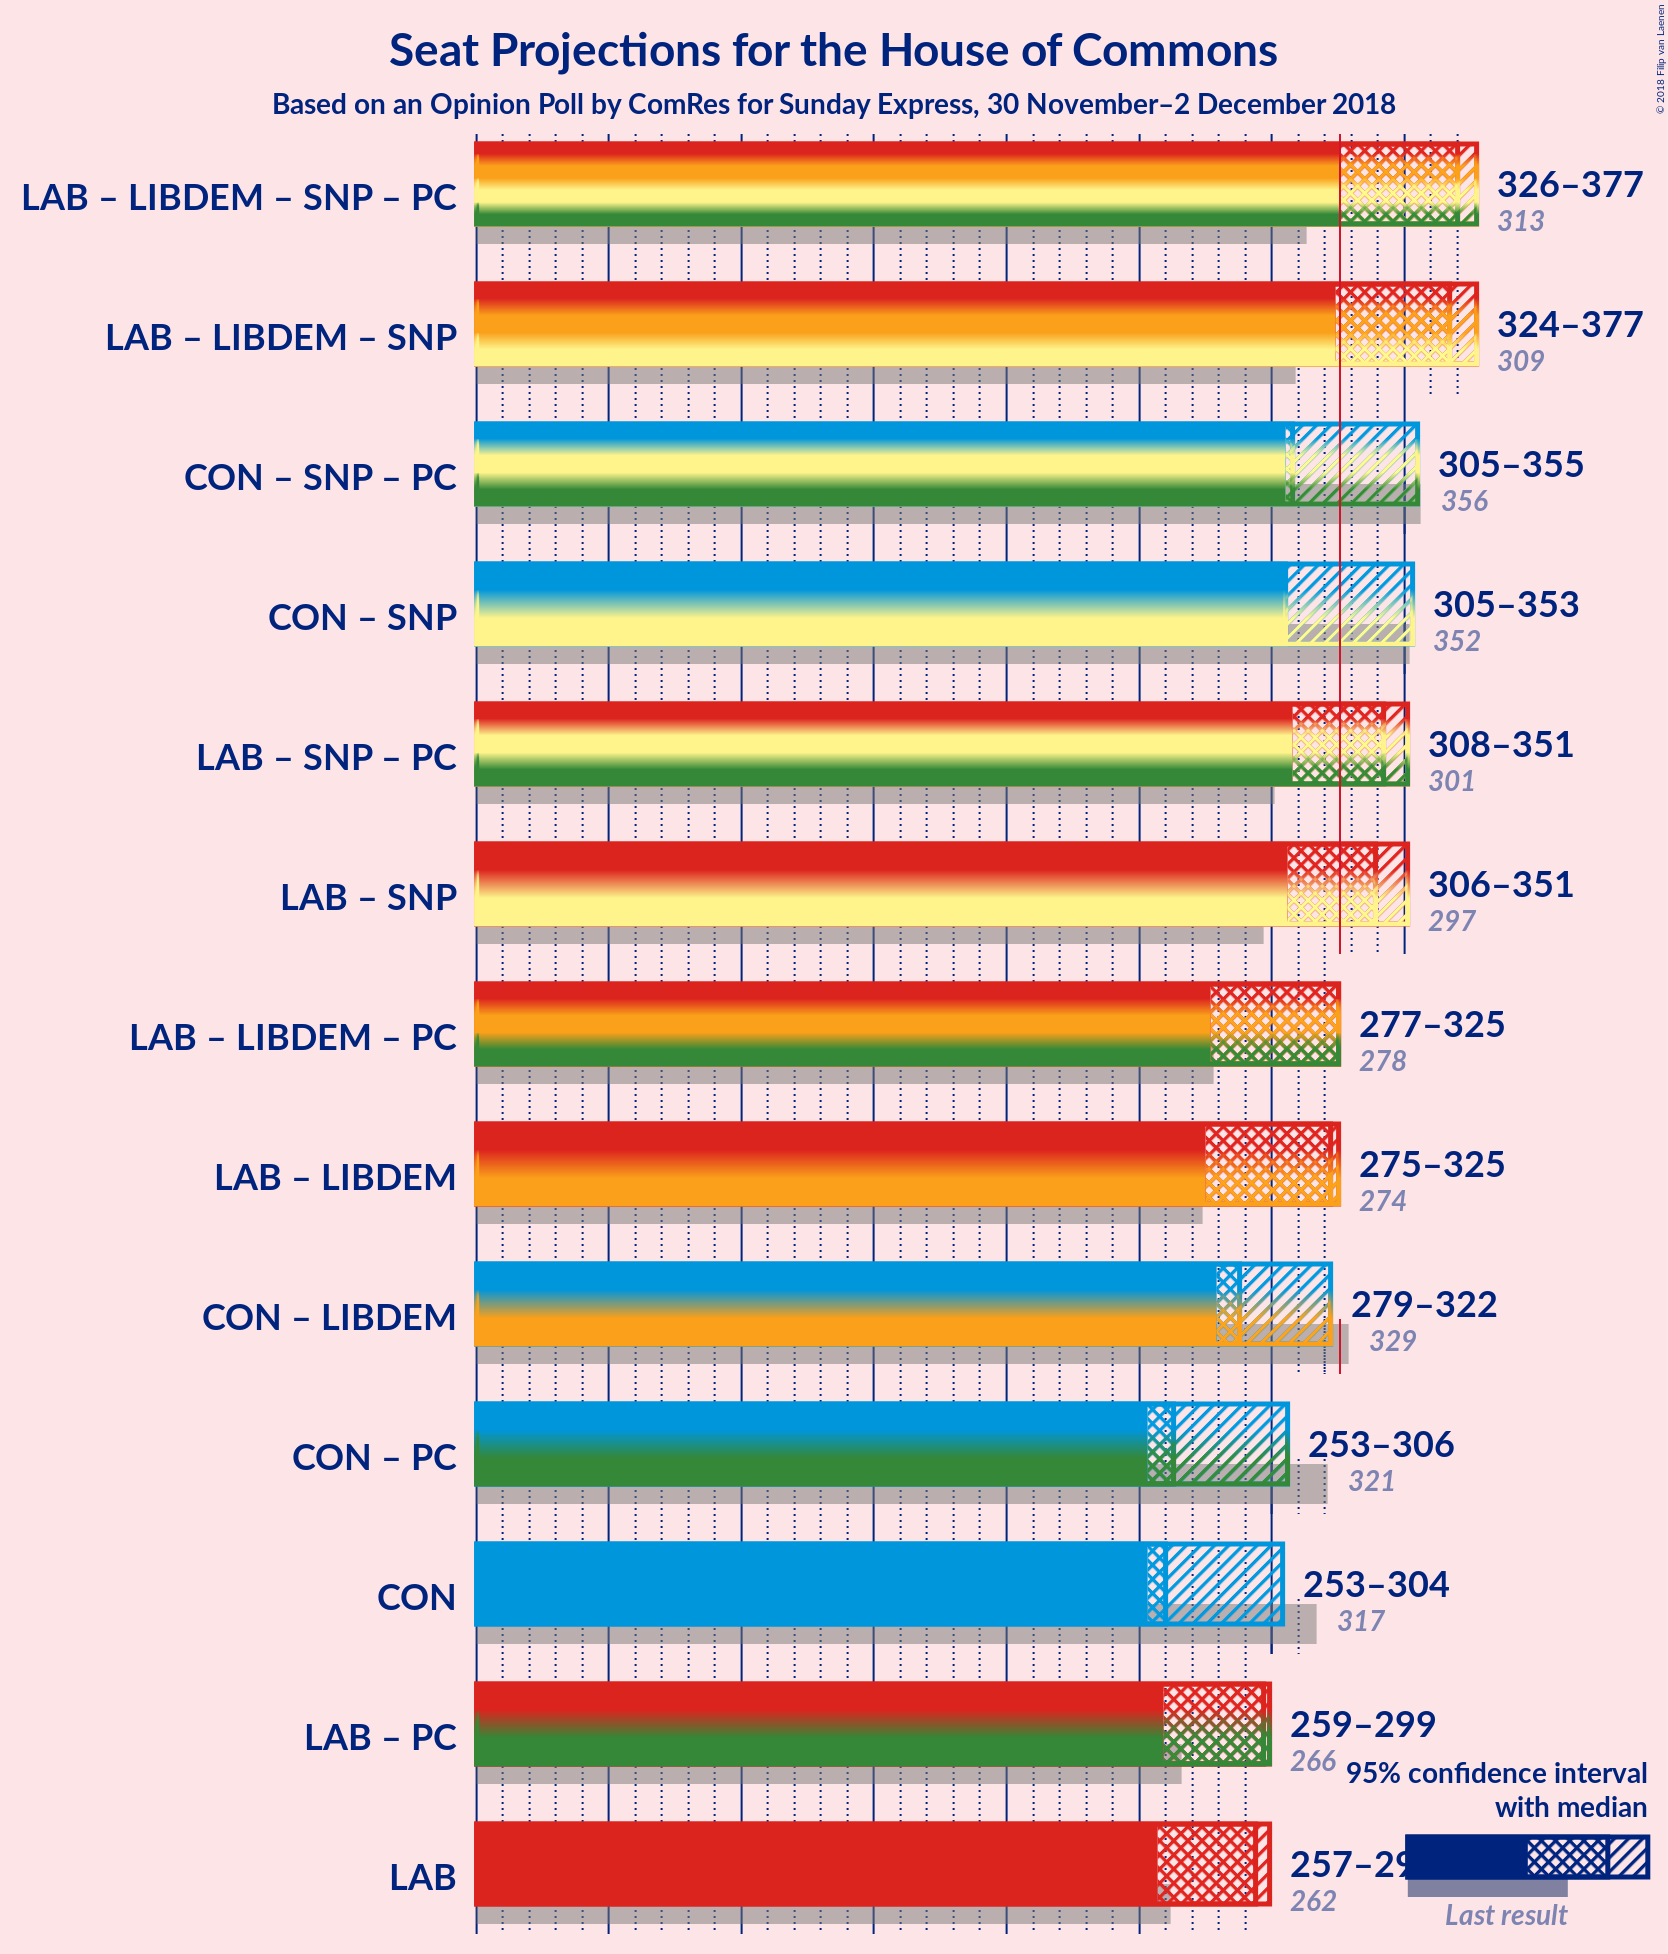 © 2018 Filip van Laenen
Seat Projections for the House of Commons
Based on an Opinion Poll by ComRes for Sunday Express, 30 November–2 December 2018
LAB – LIBDEM – SNP – PC
326–377
313
LAB – LIBDEM – SNP
324–377
309
CON – SNP – PC
305–355
356
CON – SNP
305–353
352
LAB – SNP – PC
308–351
301
LAB – SNP
306–351
297
LAB – LIBDEM – PC
277–325
278
LAB – LIBDEM
275–325
274
CON – LIBDEM
279–322
329
CON – PC
253–306
321
CON
253–304
317
LAB – PC
259–299
266
95% confidence interval
with median
LAB
262
Last result